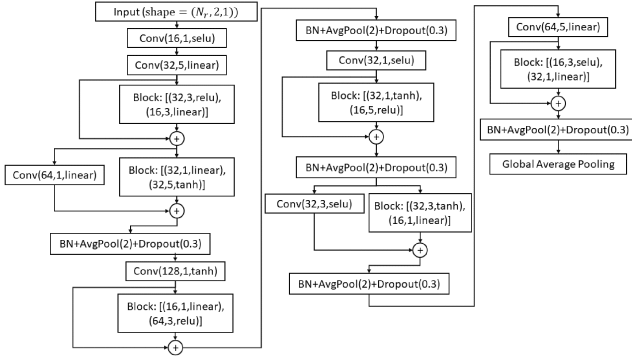 Input (shape = (N_r, 2,1))
Conv(16,1,selu)
Conv(32,5,linear)
Block: [(32,3,relu),
(16,3,linear)]
+
Conv(64,1,linear)
Block: [(32,1,linear),
(32,5,tanh)]
+
BN+AvgPool(2)+Dropout(0.3)
Conv(128,1,tanh)
Block: [(16,1,linear),
(64,3,relu)]
+
BN+AvgPool(2)+Dropout(0.3)
Conv(32,1,selu)
Block: [(32,1,tanh),
(16,5,relu)]
+
BN+AvgPool(2)+Dropout(0.3)
Conv(32,3,selu)
Block: [(32,3,tanh),
(16,1,linear)]
+
BN+AvgPool(2)+Dropout(0.3)
Conv(64,5,linear)
Block: [(16,3,selu),
(32,1,linear)]
+
BN+AvgPool(2)+Dropout(0.3)
Global Average Pooling